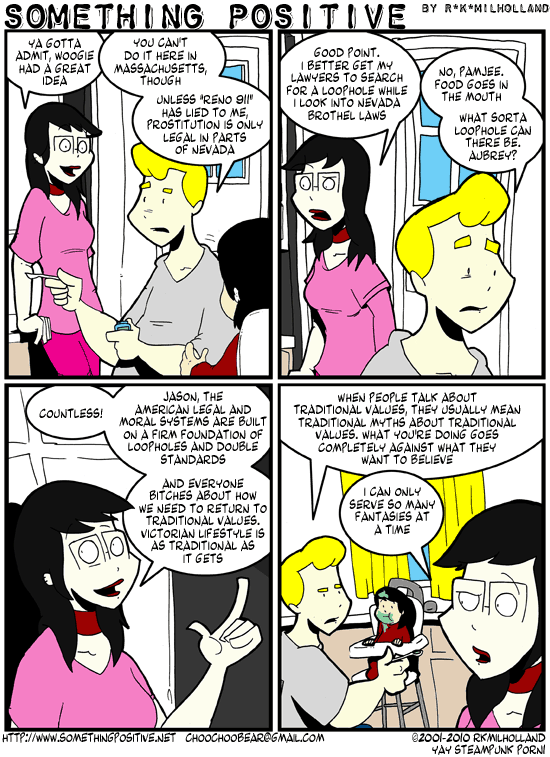 SOMETHING POSITIVE
BY R*K*MILHOLLAND
YA GOTTA
ADMIT, WOOGIE
HAD A GREAT
IDEA
YOU CAN'T
DO IT HERE IN
MASSACHUSETTS,
THOUGH
UNLESS "RENO 911"
HAS LIED TO ME,
PROSTITUTION IS ONLY
LEGAL IN PARTS
OF NEVADA
GOOD POINT.
I BETTER GET MY
LAWYERS TO SEARCH
FOR A LOOPHOLE WHILE
I LOOK INTO NEVADA
BROTHEL LAWS
NO, PAMJEE.
FOOD GOES IN
THE MOUTH
WHAT SORTA
LOOPHOLE CAN
THERE BE.
AUBREY?
COUNTLESS!
JASON, THE
AMERICAN LEGAL AND
MORAL SYSTEMS ARE BUILT
ON A FIRM FOUNDATION OF
LOOPHOLES AND DOUBLE
STANDARDS
AND EVERYONE
BITCHES ABOUT HOW
WE NEED TO RETURN TO
TRADITIONAL VALUES.
VICTORIAN LIFESTYLE IS
AS TRADITIONAL AS
IT GETS
WHEN PEOPLE TALK ABOUT
TRADITIONAL VALUES, THEY USUALLY MEAN
TRADITIONAL MYTHS ABOUT TRADITIONAL
VALUES. WHAT YOU'RE DOING GOES
COMPLETELY AGAINST WHAT THEY
WANT TO BELIEVE
I CAN ONLY
SERVE SO MANY
FANTASIES AT
A TIME
HTTP://WWW.SOMETHINGPOSITIVE.NET CHOOCHOOBEAR@GMAIL.COM
©2001-2010 RKMILHOLLAND
YAY STEAMPUNK PORN!